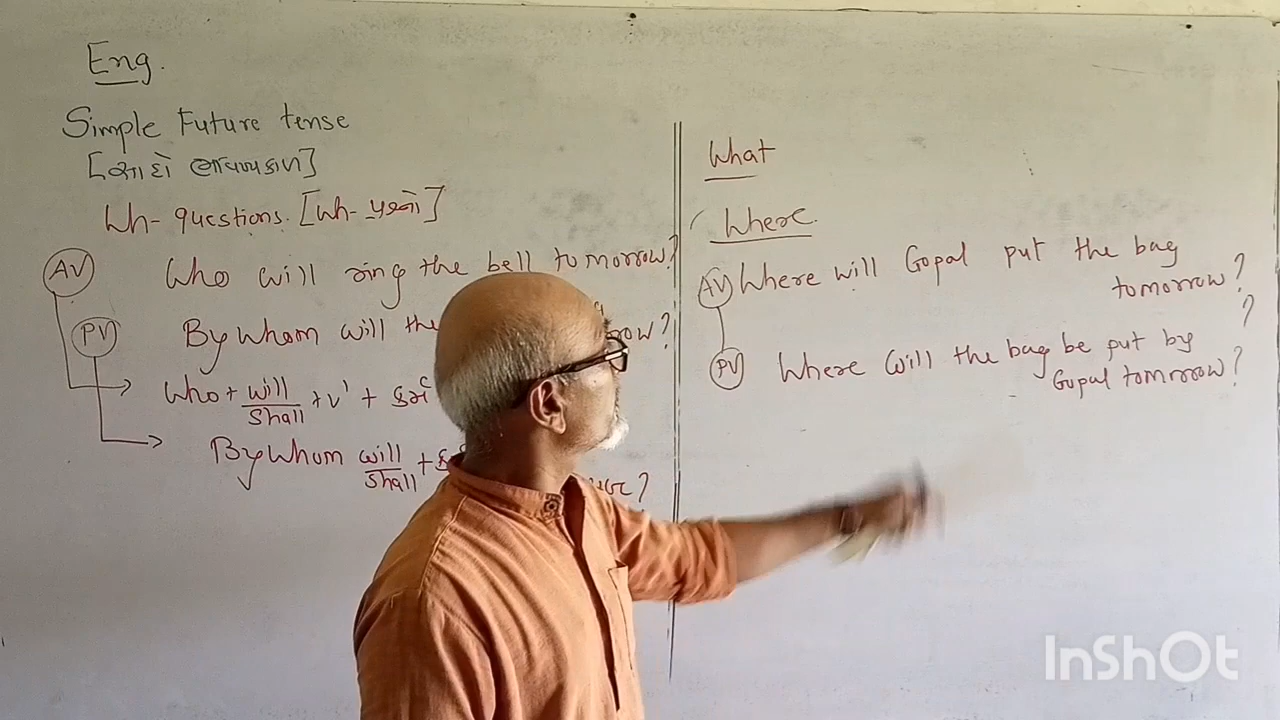 Eng.
Simple Future tense
[સાદો ભવિષ્યકાળ]
Wh-questions. [Wh-પ્રશ્નો]
AV Who will ring the bell tomorrow?
PV By whom will the
Who + will/shall + v¹ + કર્મ
By whom will/shall +
What
Where.
AV Where will Gopal put the bag
tomorrow?
?
PV Where will the bag be put by
Gopal tomorrow?
InShOt